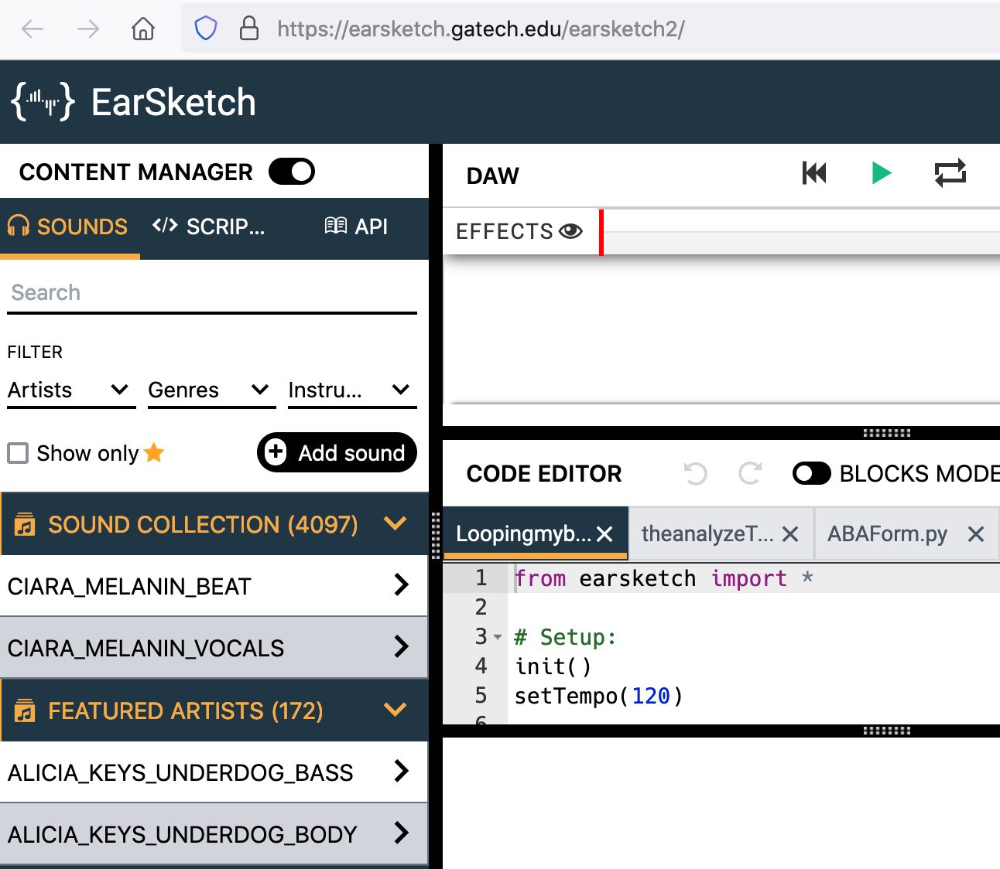 https://earsketch.gatech.edu/earsketch2/
EarSketch
CONTENT MANAGER
SOUNDS </> SCRIP... API
Search
FILTER
Artists Genres Instru...
Show only Add sound
SOUND COLLECTION (4097)
CIARA_MELANIN_BEAT
CIARA_MELANIN_VOCALS
FEATURED ARTISTS (172)
ALICIA_KEYS_UNDERDOG_BASS
ALICIA_KEYS_UNDERDOG_BODY
DAW
EFFECTS
CODE EDITOR BLOCKS MODE
Loopingmyb... theanalyzeT... ABAForm.py
1 from earsketch import *
2
3 # Setup:
4 init()
5 setTempo(120)
6